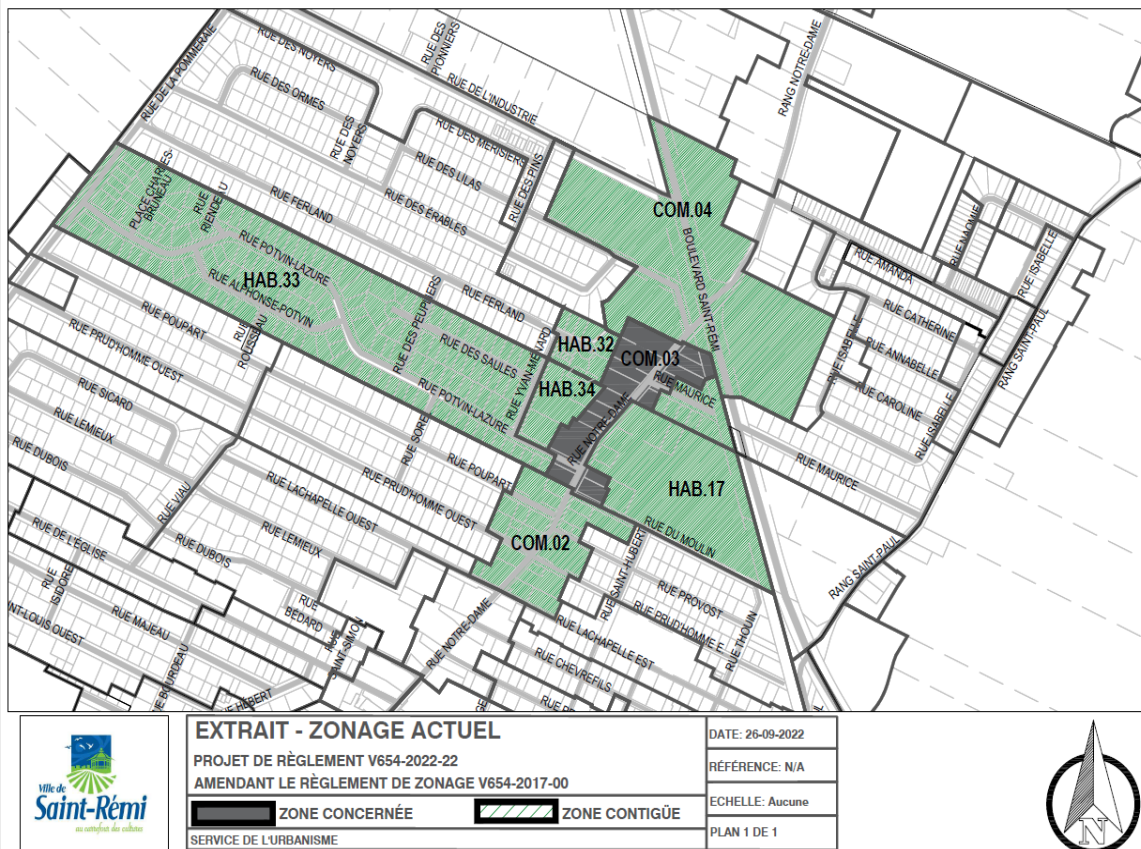 RUE DES NOYERS
RUE DES PIONNIERS
RANG NOTRE-DAME
RUE DE LA POMMERAIE
RUE DES ORMES
RUE DE L'INDUSTRIE
RUE DES NOYERS
RUE DES MERISIERS
RUE DES LILAS
RUE DES PINS
PLACE CHARLES-BRUNEAU
RUE RIENDEAU
RUE FERLAND
RUE DES ÉRABLES
COM.04
BOULEVARD SAINT-RÉMI
RUE NAOMIE
RUE ISABELLE
RUE AMANDA
RUE POTVIN-LAZURE
HAB.33
RUE ALPHONSE-POTVIN
RUE DES PEUPLIERS
RUE FERLAND
RUE CATHERINE
RANG SAINT-PAUL
RUE POUPART
RUE ROUSSEAU
RUE DES SAULES
RUE YVAN-MÉNARD
HAB.32
COM.03
RUE ISABELLE
RUE ANNABELLE
RUE PRUD'HOMME OUEST
HAB.34
RUE MAURICE
RUE CAROLINE
RUE ISABELLE
RUE SICARD
RUE POTVIN-LAZURE
RUE NOTRE-DAME
RUE LEMIEUX
RUE SOREL
RUE MAURICE
RUE DUBOIS
RUE POUPART
HAB.17
RUE VIAU
RUE LACHAPELLE OUEST
RUE PRUD'HOMME OUEST
RUE DU MOULIN
RUE DE L'ÉGLISE
RUE DUBOIS
RUE LEMIEUX
COM.02
RUE SAINT-HUBERT
RANG SAINT-PAUL
RUE ISIDORE
RUE BÉDARD
RUE PROVOST
RUE PRUD'HOMME E
NT-LOUIS OUEST
RUE MAJEAU
RUE SAINT-SIMON
RUE NOTRE-DAME
RUE LACHAPELLE EST
RUE THOUIN
RUE BOURDEAU
RUE CHEVREFILS
HÉBERT
Ville de
Saint-Rémi
au carrefour des cultures
EXTRAIT - ZONAGE ACTUEL
PROJET DE RÈGLEMENT V654-2022-22
AMENDANT LE RÈGLEMENT DE ZONAGE V654-2017-00
ZONE CONCERNÉE
ZONE CONTIGÜE
SERVICE DE L'URBANISME
DATE: 26-09-2022
RÉFÉRENCE: N/A
ECHELLE: Aucune
PLAN 1 DE 1
N